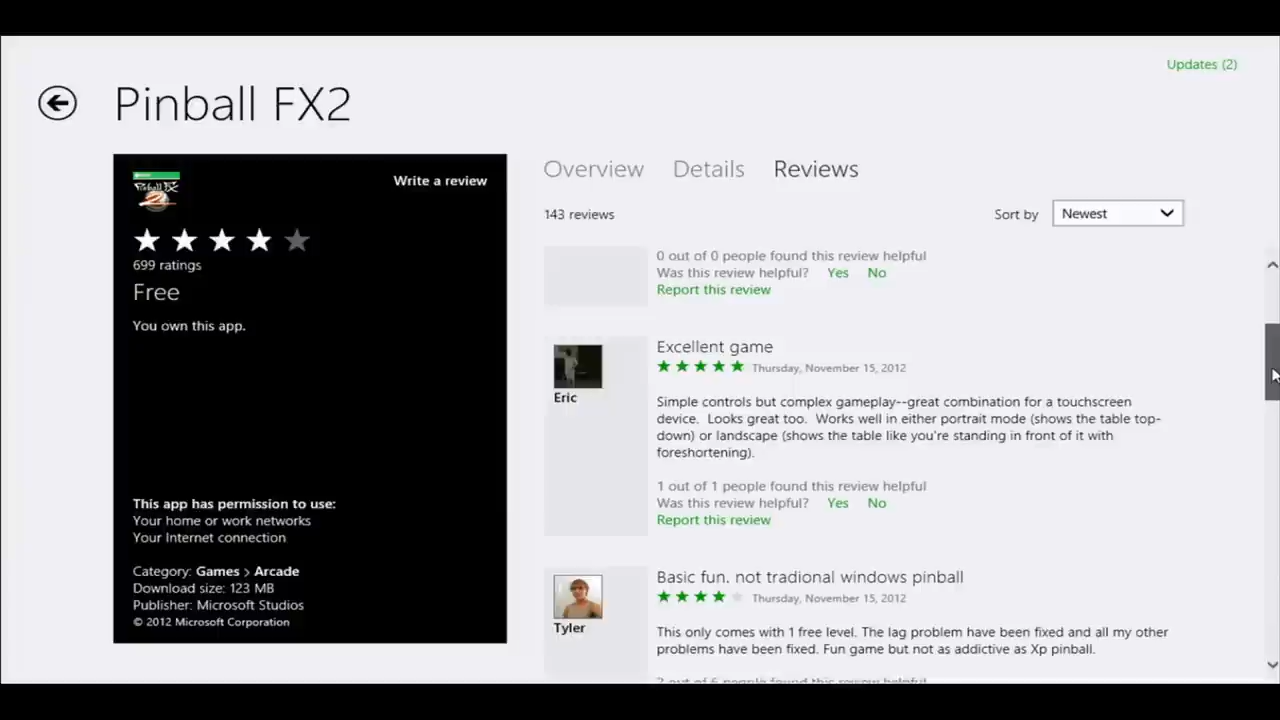 Updates (2)
Pinball FX2
Write a review
699 ratings
Free
You own this app.
This app has permission to use:
Your home or work networks
Your Internet connection
Category: Games > Arcade
Download size: 123 MB
Publisher: Microsoft Studios
© 2012 Microsoft Corporation
Overview Details Reviews
143 reviews
Sort by Newest
0 out of 0 people found this review helpful
Was this review helpful? Yes No
Report this review
Excellent game
Thursday, November 15, 2012
Eric
Simple controls but complex gameplay--great combination for a touchscreen
device. Looks great too. Works well in either portrait mode (shows the table top-
down) or landscape (shows the table like you're standing in front of it with
foreshortening).
1 out of 1 people found this review helpful
Was this review helpful? Yes No
Report this review
Basic fun, not tradional windows pinball
Thursday, November 15, 2012
Tyler
This only comes with 1 free level. The lag problem have been fixed and all my other
problems have been fixed. Fun game but not as addictive as Xp pinball.
out of 6 people found this review helpful